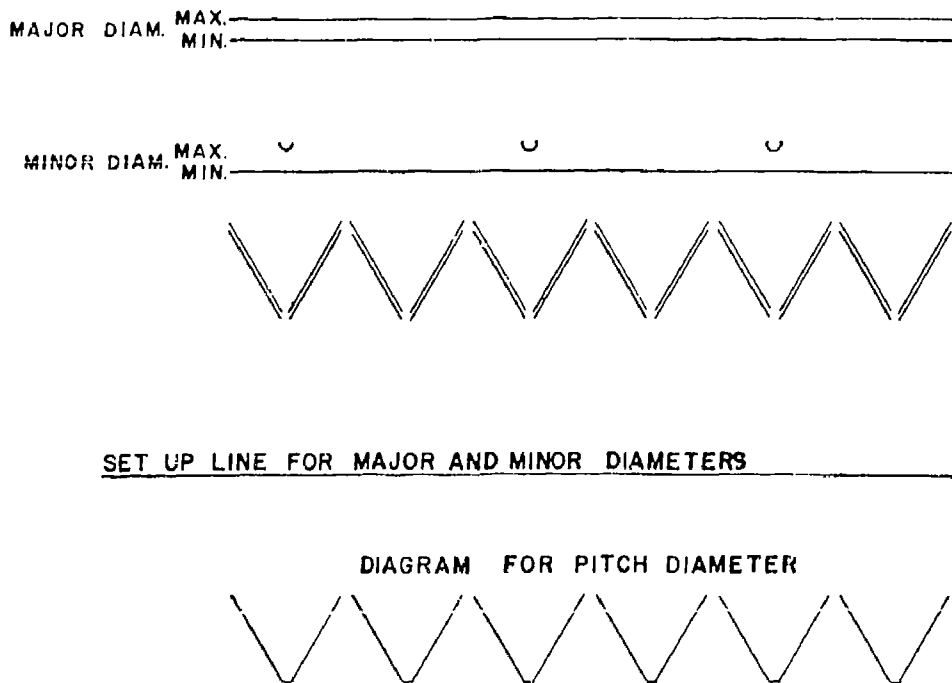 MAJOR DIAM. MAX.
MIN.
MINOR DIAM. MAX.
MIN.
SET UP LINE FOR MAJOR AND MINOR DIAMETERS
DIAGRAM FOR PITCH DIAMETER